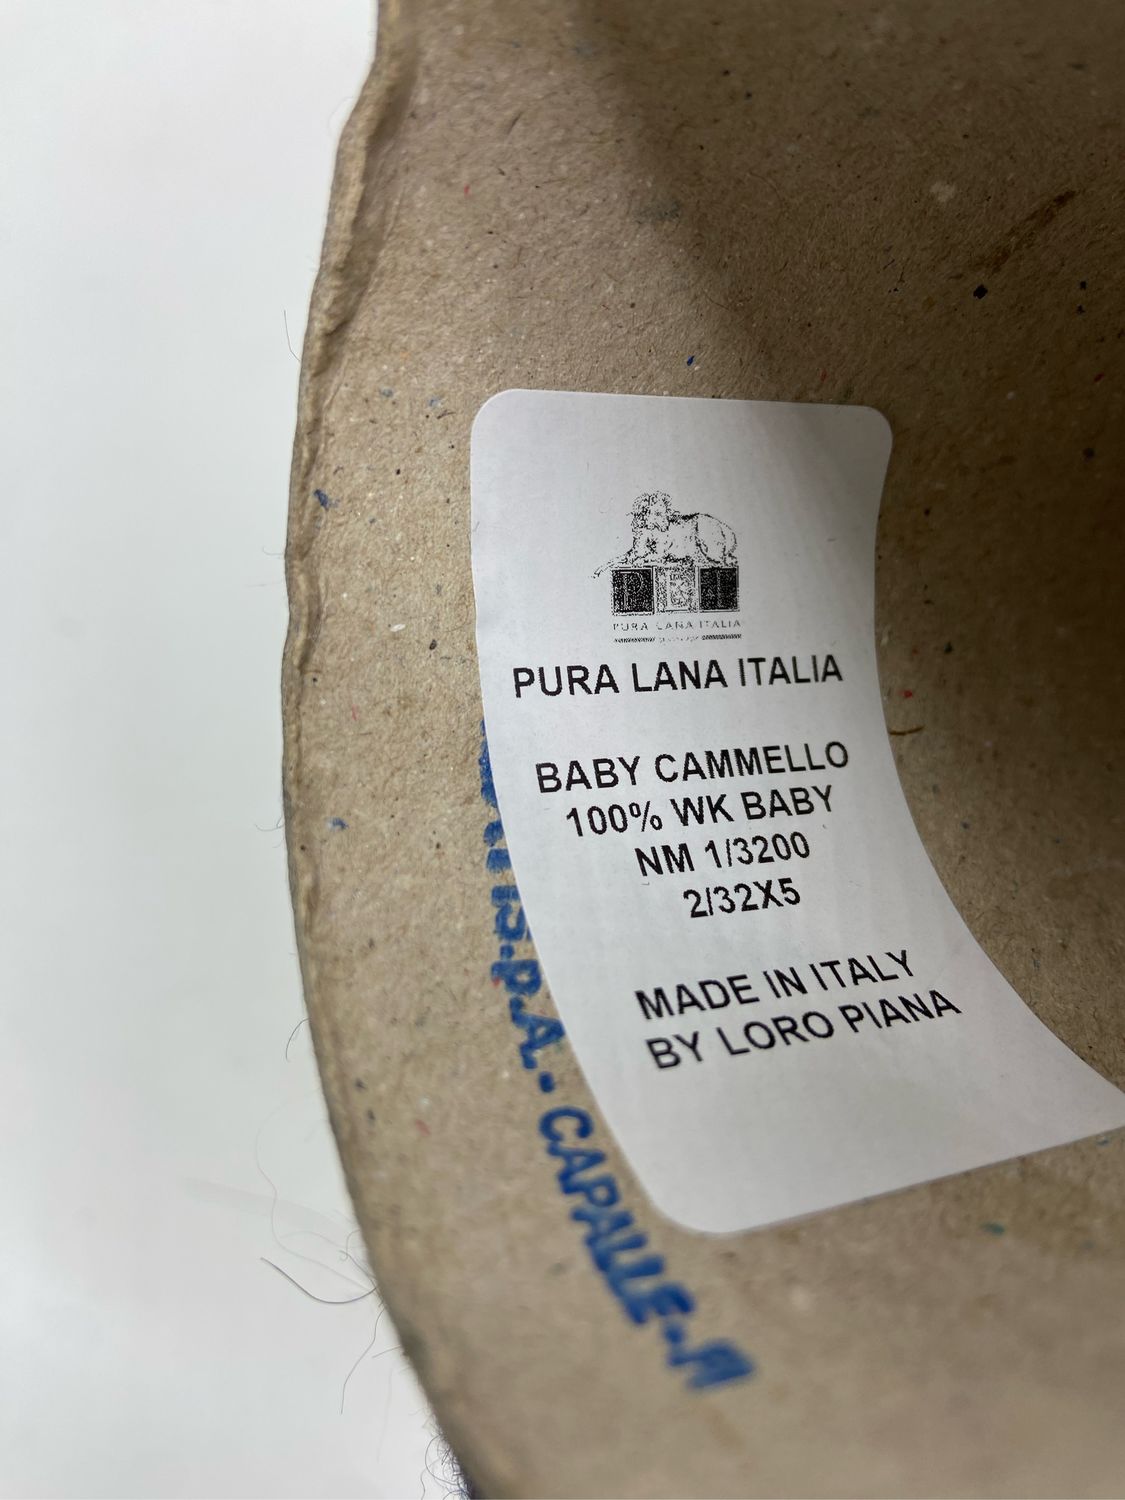 PLI
PURA LANA ITALIA
PURA LANA ITALIA
BABY CAMMELLO
100% WK BABY
NM 1/3200
2/32X5
MADE IN ITALY
BY LORO PIANA
S.p.A. - CAPALLE - FI